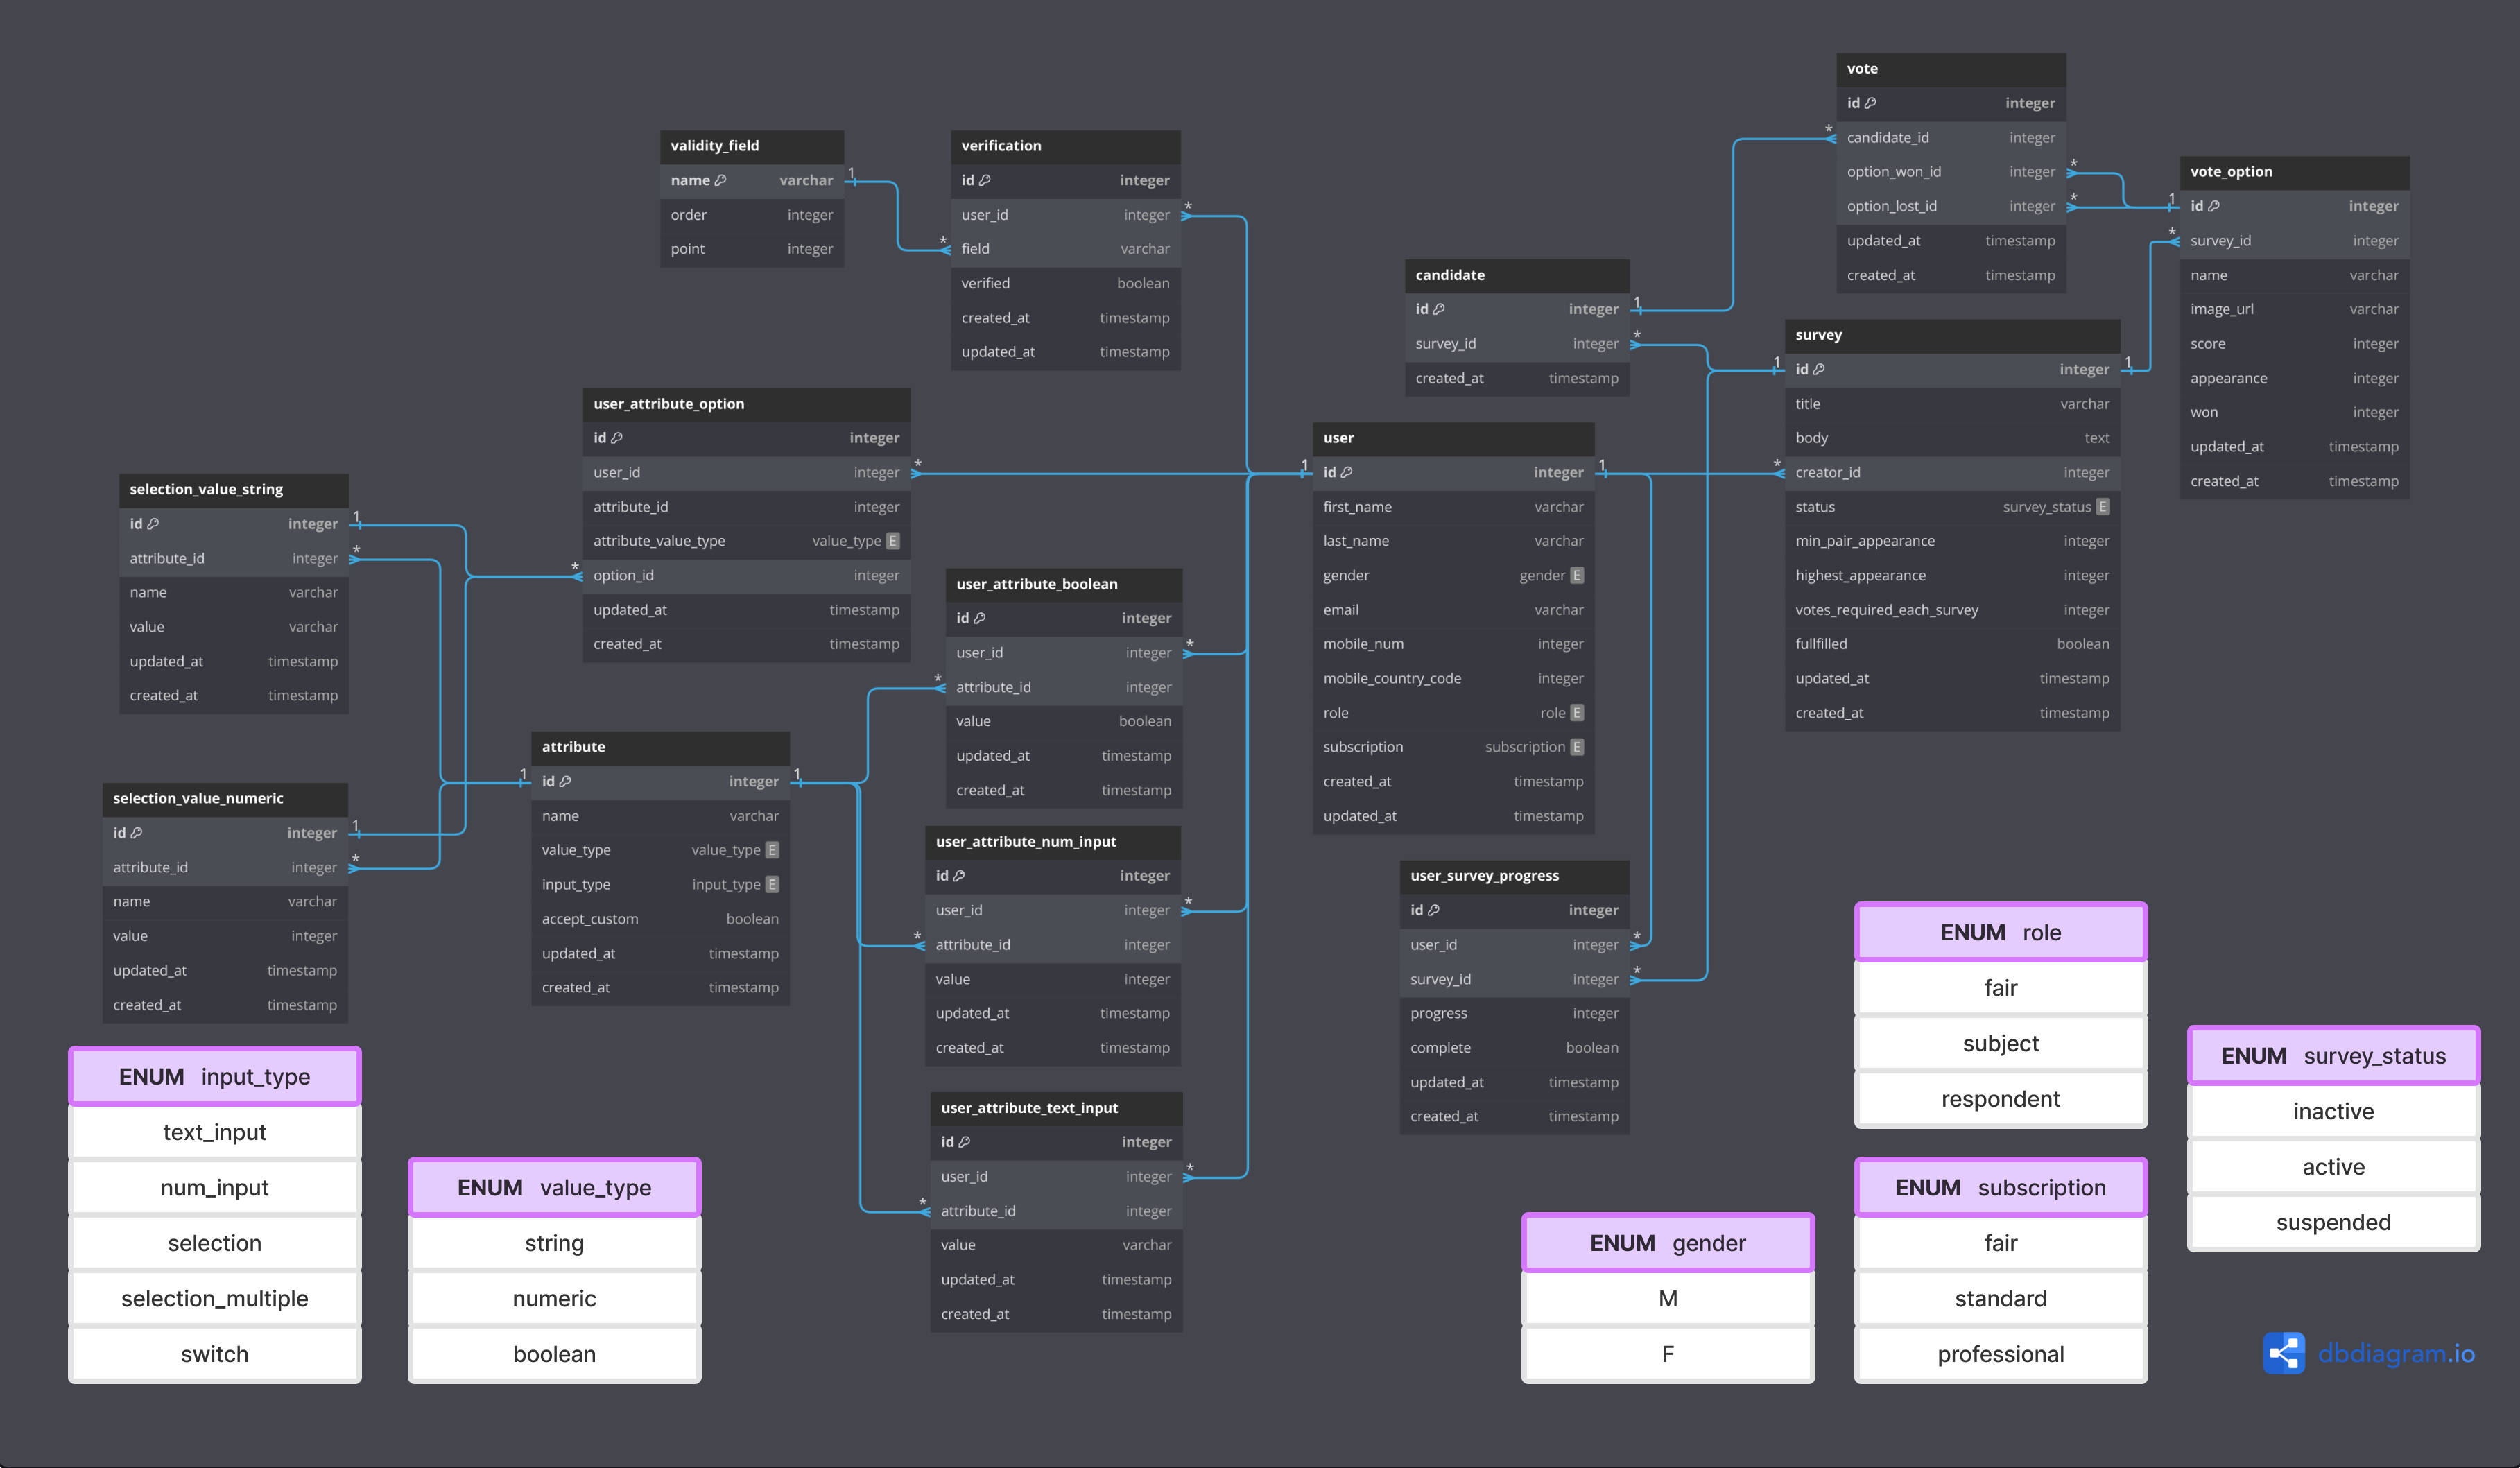 validity_field
name varchar
order integer
point integer
verification
id integer
user_id integer
field varchar
verified boolean
created_at timestamp
updated_at timestamp
vote
id integer
candidate_id integer
option_won_id integer
option_lost_id integer
updated_at timestamp
created_at timestamp
vote_option
id integer
survey_id integer
name varchar
image_url varchar
score integer
appearance integer
won integer
updated_at timestamp
created_at timestamp
candidate
id integer
survey_id integer
created_at timestamp
survey
id integer
title varchar
body text
creator_id integer
status survey_status E
min_pair_appearance integer
highest_appearance integer
votes_required_each_survey integer
fullfilled boolean
updated_at timestamp
created_at timestamp
user_attribute_option
id integer
user_id integer
attribute_id integer
attribute_value_type value_type E
option_id integer
updated_at timestamp
created_at timestamp
user
id integer
first_name varchar
last_name varchar
gender gender E
email varchar
mobile_num integer
mobile_country_code integer
role role E
subscription subscription E
created_at timestamp
updated_at timestamp
selection_value_string
id integer
attribute_id integer
name varchar
value varchar
updated_at timestamp
created_at timestamp
user_attribute_boolean
id integer
user_id integer
attribute_id integer
value boolean
updated_at timestamp
created_at timestamp
attribute
id integer
name varchar
value_type value_type E
input_type input_type E
accept_custom boolean
updated_at timestamp
created_at timestamp
selection_value_numeric
id integer
attribute_id integer
name varchar
value integer
updated_at timestamp
created_at timestamp
user_attribute_num_input
id integer
user_id integer
attribute_id integer
value integer
updated_at timestamp
created_at timestamp
user_survey_progress
id integer
user_id integer
survey_id integer
progress integer
complete boolean
updated_at timestamp
created_at timestamp
user_attribute_text_input
id integer
user_id integer
attribute_id integer
value varchar
updated_at timestamp
created_at timestamp
ENUM input_type
text_input
num_input
selection
selection_multiple
switch
ENUM value_type
string
numeric
boolean
ENUM gender
M
F
ENUM role
fair
subject
respondent
ENUM subscription
fair
standard
professional
ENUM survey_status
inactive
active
suspended
dbdiagram.io